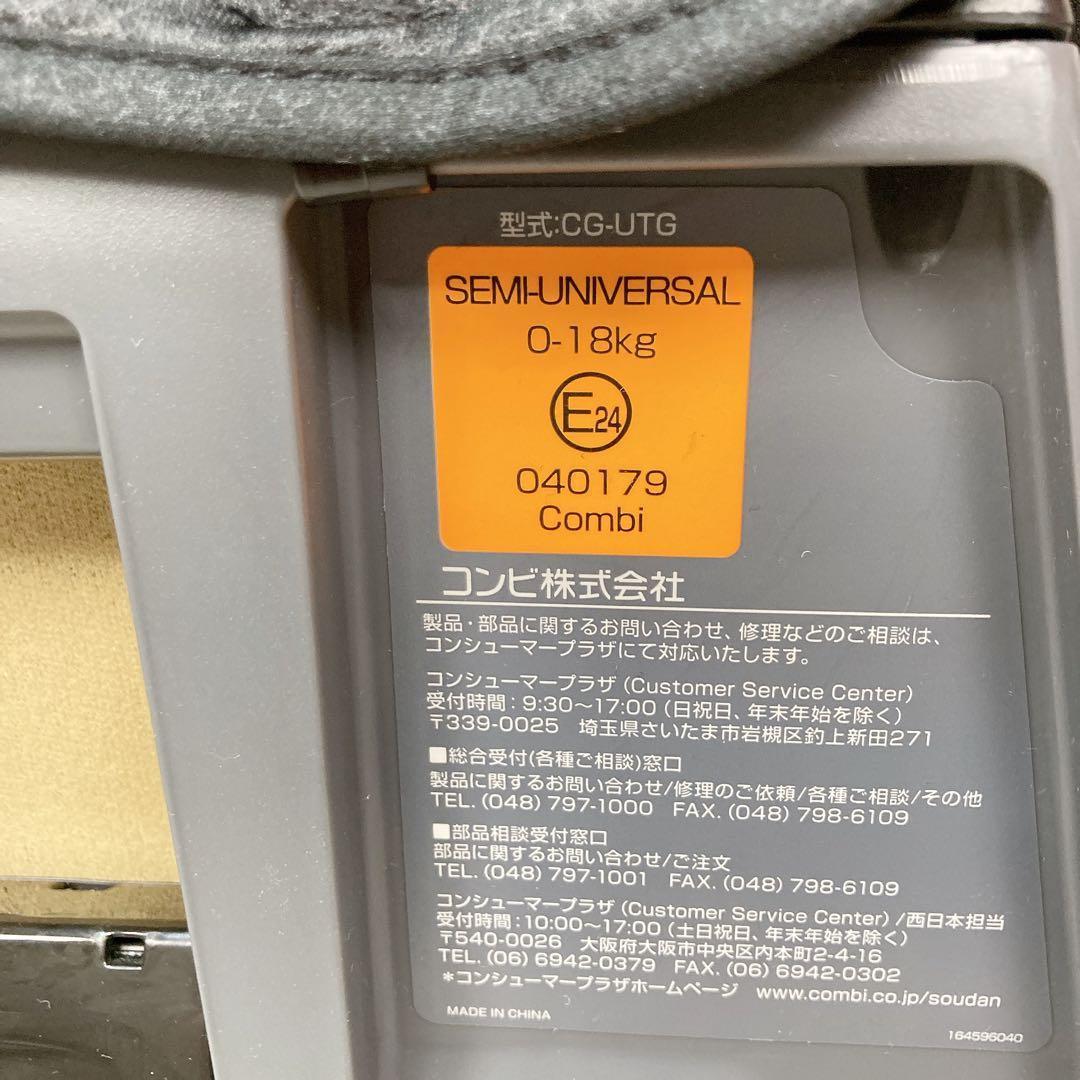 型式:CG-UTG
SEMI-UNIVERSAL
0-18kg
E24
040179
Combi
コンビ株式会社
製品・部品に関するお問い合わせ、修理などのご相談は、
コンシューマープラザにて対応いたします。
コンシューマープラザ (Customer Service Center)
受付時間:9:30～17:00 (日祝日、年末年始を除く)
〒339-0025 埼玉県さいたま市岩槻区釣上新田271
■総合受付(各種ご相談)窓口
製品に関するお問い合わせ/修理のご依頼/各種ご相談/その他
TEL. (048) 797-1000 FAX. (048) 798-6109
■部品相談受付窓口
部品に関するお問い合わせ/ご注文
TEL. (048) 797-1001 FAX. (048) 798-6109
コンシューマープラザ (Customer Service Center) /西日本担当
受付時間:10:00～17:00 (土日祝日、年末年始を除く)
〒540-0026 大阪府大阪市中央区内本町2-4-16
TEL. (06) 6942-0379 FAX. (06) 6942-0302
*コンシューマープラザホームページ www.combi.co.jp/soudan
MADE IN CHINA
164596040